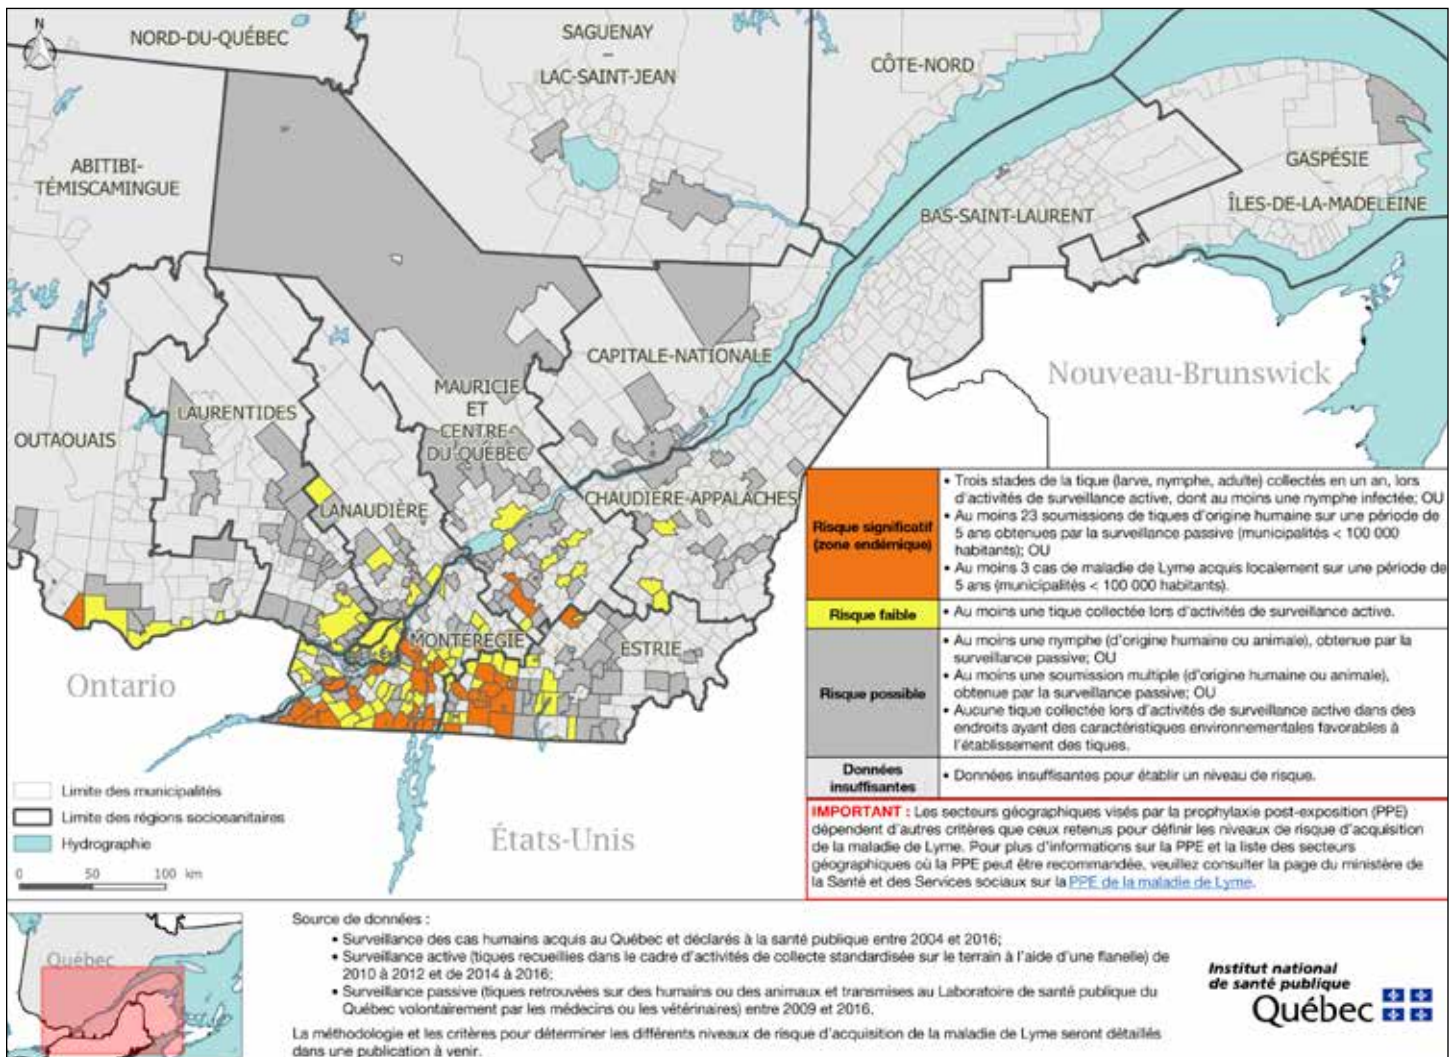 N
NORD-DU-QUÉBEC
SAGUENAY
–
LAC-SAINT-JEAN
CÔTE-NORD
ABITIBI-
TÉMISCAMINGUE
GASPÉSIE
–
ÎLES-DE-LA-MADELEINE
BAS-SAINT-LAURENT
CAPITALE-NATIONALE
Nouveau-Brunswick
MAURICIE
ET
CENTRE-
DU-QUÉBEC
LAURENTIDES
OUTAOUAIS
LANAUDIÈRE
CHAUDIÈRE-APPALACHES
MONTÉRÉGIE
ESTRIE
Ontario
États-Unis
Risque significatif
(zone endémique)
• Trois stades de la tique (larve, nymphe, adulte) collectés en un an, lors
d'activités de surveillance active, dont au moins une nymphe infectée; OU
• Au moins 23 soumissions de tiques d'origine humaine sur une période de
5 ans obtenues par la surveillance passive (municipalités < 100 000
habitants); OU
• Au moins 3 cas de maladie de Lyme acquis localement sur une période de
5 ans (municipalités < 100 000 habitants).
Risque faible
• Au moins une tique collectée lors d'activités de surveillance active.
Risque possible
• Au moins une nymphe (d'origine humaine ou animale), obtenue par la
surveillance passive; OU
• Au moins une soumission multiple (d'origine humaine ou animale),
obtenue par la surveillance passive; OU
• Aucune tique collectée lors d'activités de surveillance active dans des
endroits ayant des caractéristiques environnementales favorables à
l'établissement des tiques.
Données
insuffisantes
• Données insuffisantes pour établir un niveau de risque.
IMPORTANT : Les secteurs géographiques visés par la prophylaxie post-exposition (PPE)
dépendent d'autres critères que ceux retenus pour définir les niveaux de risque d'acquisition
de la maladie de Lyme. Pour plus d'informations sur la PPE et la liste des secteurs
géographiques où la PPE peut être recommandée, veuillez consulter la page du ministère de
la Santé et des Services sociaux sur la PPE de la maladie de Lyme.
Limite des municipalités
Limite des régions sociosanitaires
Hydrographie
0 50 100 km
Québec
Source de données :
• Surveillance des cas humains acquis au Québec et déclarés à la santé publique entre 2004 et 2016;
• Surveillance active (tiques recueillies dans le cadre d'activités de collecte standardisée sur le terrain à l'aide d'une flanelle) de
2010 à 2012 et de 2014 à 2016;
• Surveillance passive (tiques retrouvées sur des humains ou des animaux et transmises au Laboratoire de santé publique du
Québec volontairement par les médecins ou les vétérinaires) entre 2009 et 2016.
La méthodologie et les critères pour déterminer les différents niveaux de risque d'acquisition de la maladie de Lyme seront détaillés
dans une publication à venir.
Institut national
de santé publique
Québec